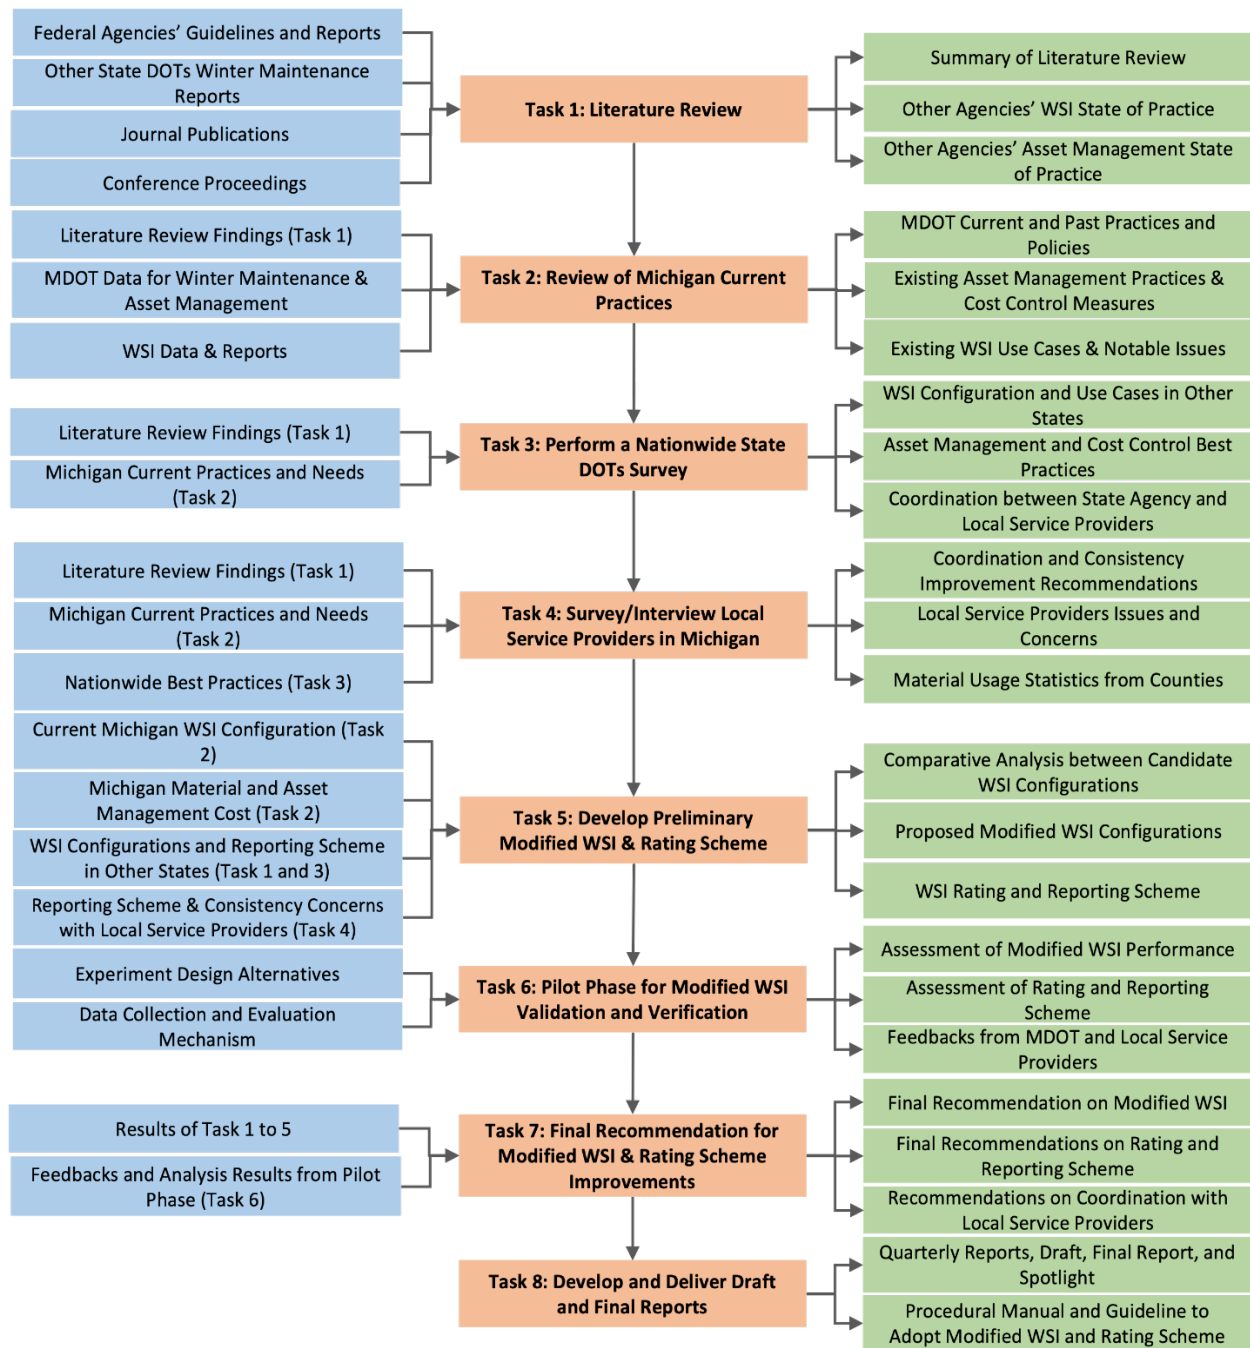 Federal Agencies' Guidelines and Reports
Other State DOTs Winter Maintenance
Reports
Journal Publications
Conference Proceedings
Task 1: Literature Review
Summary of Literature Review
Other Agencies' WSI State of Practice
Other Agencies' Asset Management State
of Practice
Literature Review Findings (Task 1)
MDOT Data for Winter Maintenance &
Asset Management
WSI Data & Reports
Task 2: Review of Michigan Current
Practices
MDOT Current and Past Practices and
Policies
Existing Asset Management Practices &
Cost Control Measures
Existing WSI Use Cases & Notable Issues
Literature Review Findings (Task 1)
Michigan Current Practices and Needs
(Task 2)
Task 3: Perform a Nationwide State
DOTs Survey
WSI Configuration and Use Cases in Other
States
Asset Management and Cost Control Best
Practices
Coordination between State Agency and
Local Service Providers
Literature Review Findings (Task 1)
Michigan Current Practices and Needs
(Task 2)
Nationwide Best Practices (Task 3)
Task 4: Survey/Interview Local
Service Providers in Michigan
Coordination and Consistency
Improvement Recommendations
Local Service Providers Issues and
Concerns
Material Usage Statistics from Counties
Current Michigan WSI Configuration (Task
2)
Michigan Material and Asset
Management Cost (Task 2)
WSI Configurations and Reporting Scheme
in Other States (Task 1 and 3)
Reporting Scheme & Consistency Concerns
with Local Service Providers (Task 4)
Task 5: Develop Preliminary
Modified WSI & Rating Scheme
Comparative Analysis between Candidate
WSI Configurations
Proposed Modified WSI Configurations
WSI Rating and Reporting Scheme
Experiment Design Alternatives
Data Collection and Evaluation
Mechanism
Task 6: Pilot Phase for Modified WSI
Validation and Verification
Assessment of Modified WSI Performance
Assessment of Rating and Reporting
Scheme
Feedbacks from MDOT and Local Service
Providers
Results of Task 1 to 5
Feedbacks and Analysis Results from Pilot
Phase (Task 6)
Task 7: Final Recommendation for
Modified WSI & Rating Scheme
Improvements
Final Recommendation on Modified WSI
Final Recommendations on Rating and
Reporting Scheme
Recommendations on Coordination with
Local Service Providers
Task 8: Develop and Deliver Draft
and Final Reports
Quarterly Reports, Draft, Final Report, and
Spotlight
Procedural Manual and Guideline to
Adopt Modified WSI and Rating Scheme